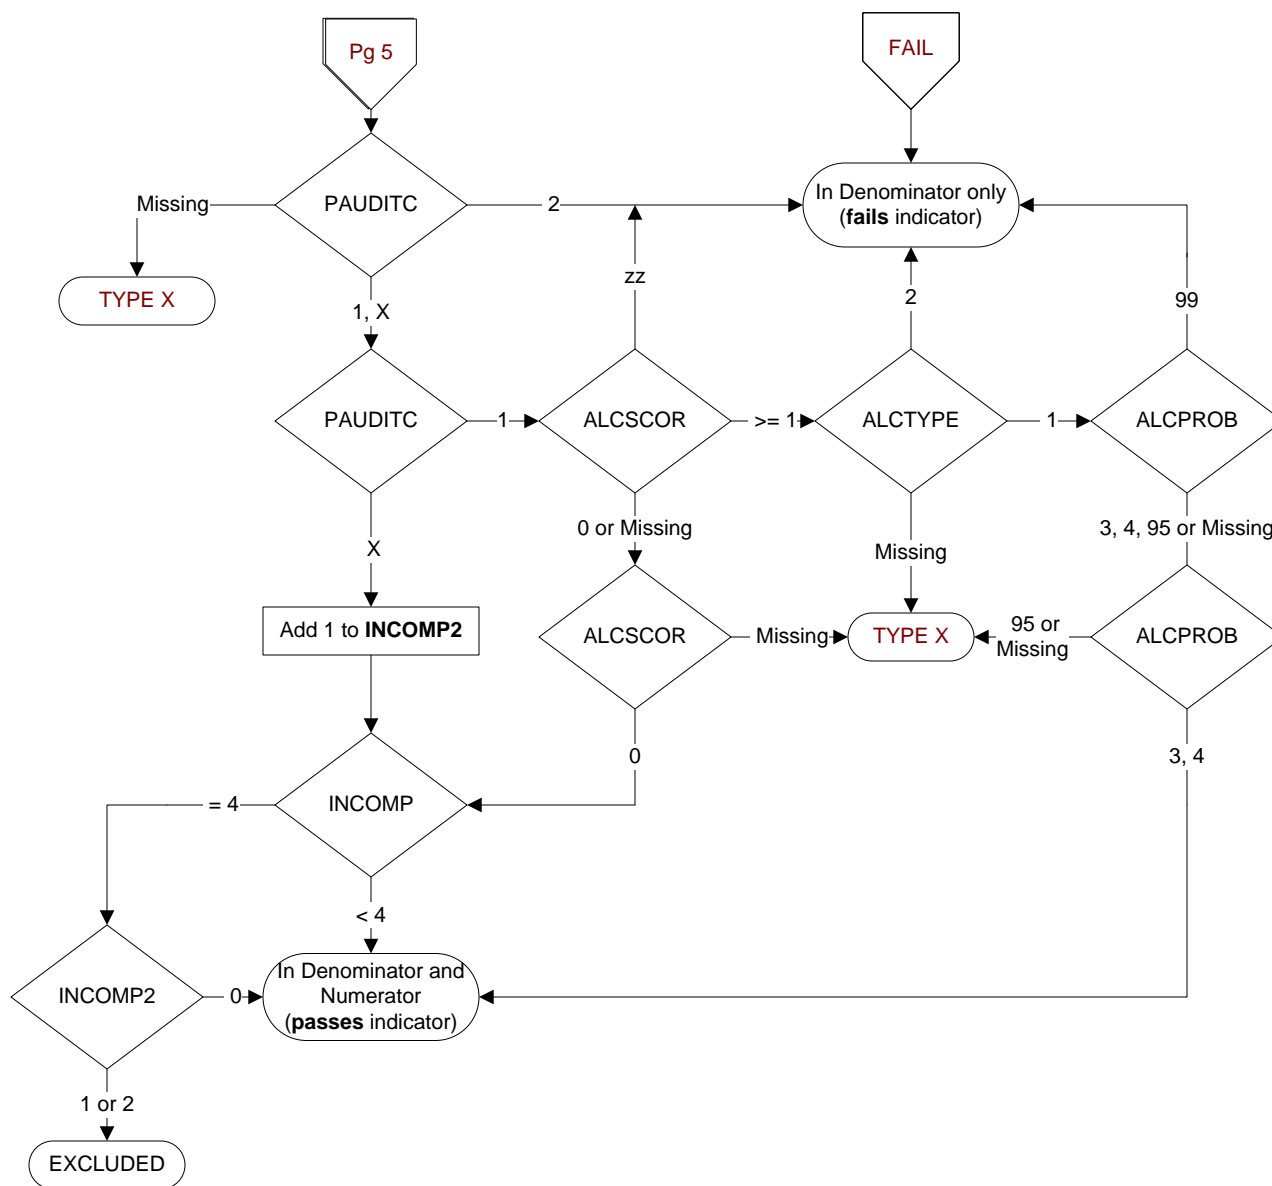 Pg 5
FAIL
PAUDITC
Missing
2
In Denominator only
(fails indicator)
TYPE X
1, X
zz
2
99
PAUDITC
1
ALCSCOR
>= 1
ALCTYPE
1
ALCPROB
X
0 or Missing
Missing
3, 4, 95 or Missing
Add 1 to INCOMP2
ALCSCOR
Missing
TYPE X
95 or
Missing
ALCPROB
0
3, 4
= 4
INCOMP
< 4
INCOMP2
0
In Denominator and
Numerator
(passes indicator)
1 or 2
EXCLUDED